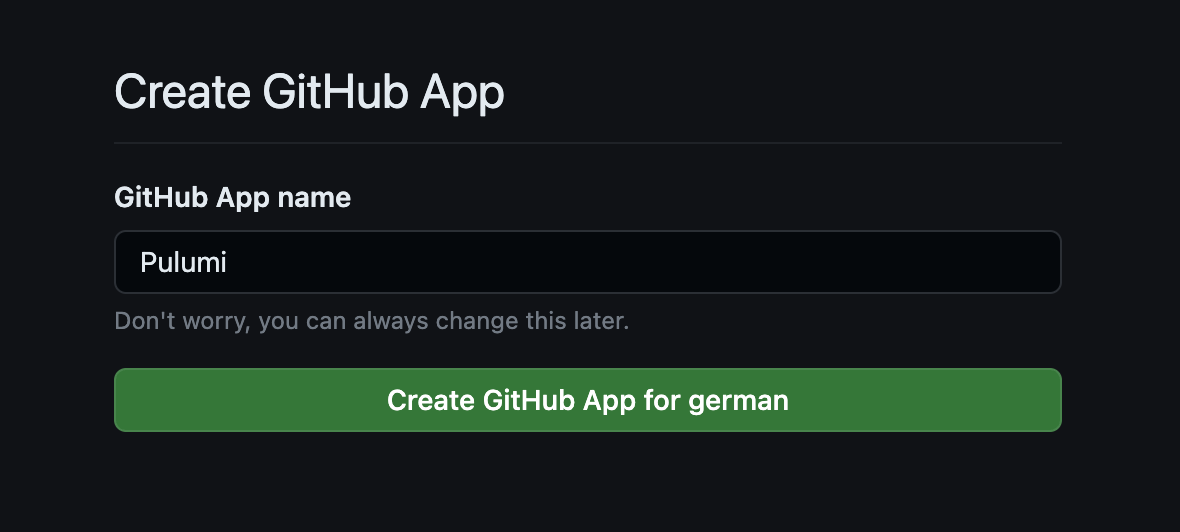 Create GitHub App
GitHub App name
Pulumi
Don't worry, you can always change this later.
Create GitHub App for german